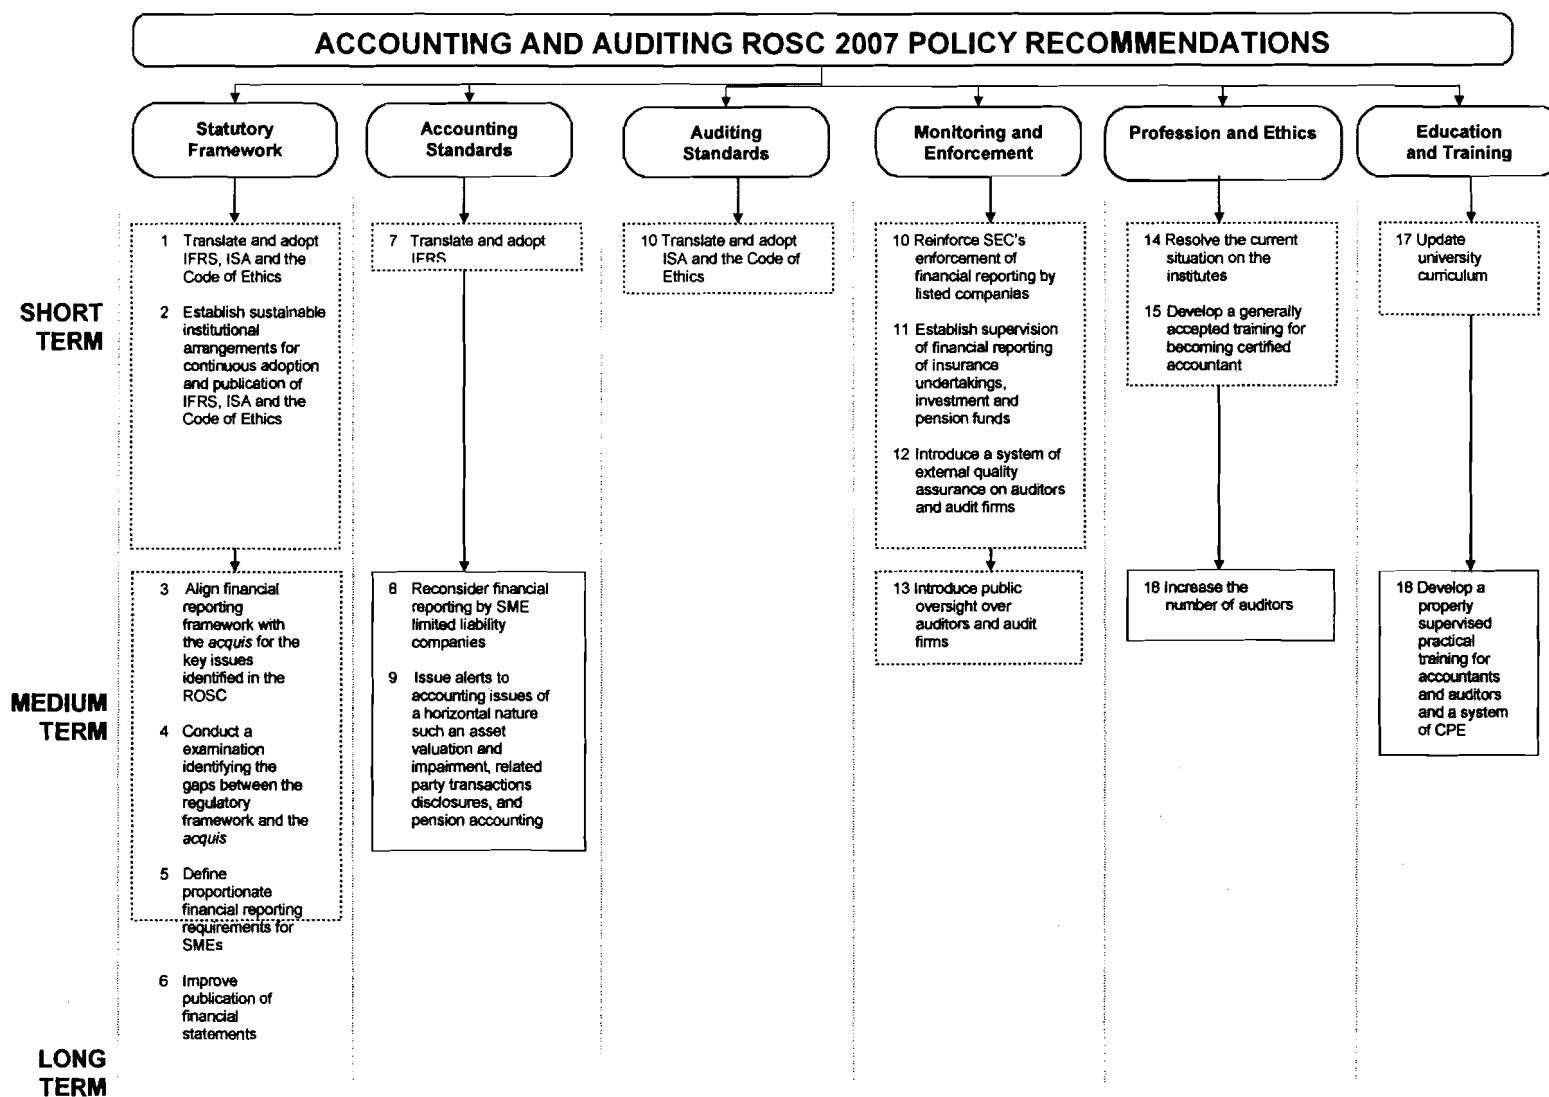 ACCOUNTING AND AUDITING ROSC 2007 POLICY RECOMMENDATIONS
Statutory
Framework
Accounting
Standards
Auditing
Standards
Monitoring and
Enforcement
Profession and Ethics
Education
and Training
SHORT
TERM
1 Translate and adopt
IFRS, ISA and the
Code of Ethics
2 Establish sustainable
institutional
arrangements for
continuous adoption
and publication of
IFRS, ISA and the
Code of Ethics
7 Translate and adopt
IFRS
10 Translate and adopt
ISA and the Code of
Ethics
10 Reinforce SEC's
enforcement of
financial reporting by
listed companias
11 Establish supervision
of financial reporting
of insurance
undertakings,
investment and
pension funds
12 Introduce a system of
external quality
assurance on auditors
and audit firms
14 Resolve the current
situation on the
institutes
15 Develop a generally
accepted training for
becoming certified
accountant
17 Update
university
curriculum
MEDIUM
TERM
3 Align financial
reporting
framework with
the acquis for the
key issues
identified in the
ROSC
4 Conduct a
examination
identifying the
gaps between the
regulatory
framework and the
acquis
5 Define
proportionate
financial reporting
requirements for
SMEs
6 Improve
publication of
financial
statements
8 Reconsider financial
reporting by SME
limited liability
companies
9 Issue alerts to
accounting issues of
a horizontal nature
such an asset
valuation and
impairment, related
party transactions
disclosures, and
pension accounting
13 Introduce public
oversight over
auditors and audit
firms
18 Increase the
number of auditors
18 Develop a
properly
supervised
practical
training for
accountants
and auditors
and a system
of CPE
LONG
TERM